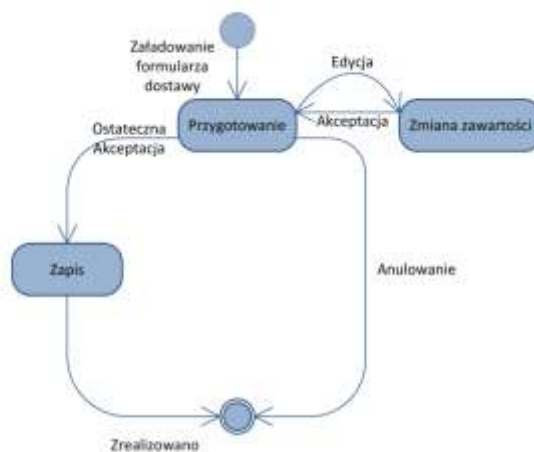 Załadowanie
formularza
dostawy
Edycja
Przygotowanie
Akceptacja
Zmiana zawartości
Ostateczna
Akceptacja
Zapis
Anulowanie
Zrealizowano